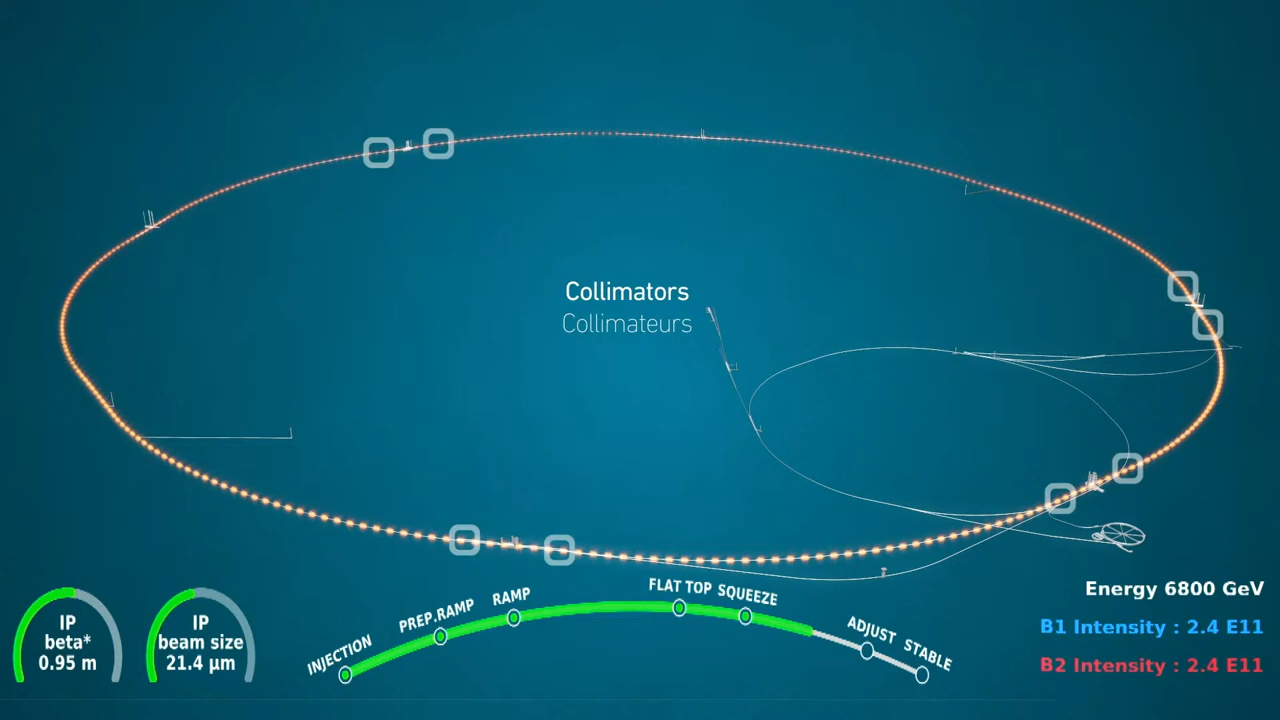 Collimators
Collimateurs
IP
beta*
0.95 m
IP
beam size
21.4 µm
INJECTION
PREP.RAMP
RAMP
FLAT TOP
SQUEEZE
ADJUST
STABLE
Energy 6800 GeV
B1 Intensity : 2.4 E11
B2 Intensity : 2.4 E11